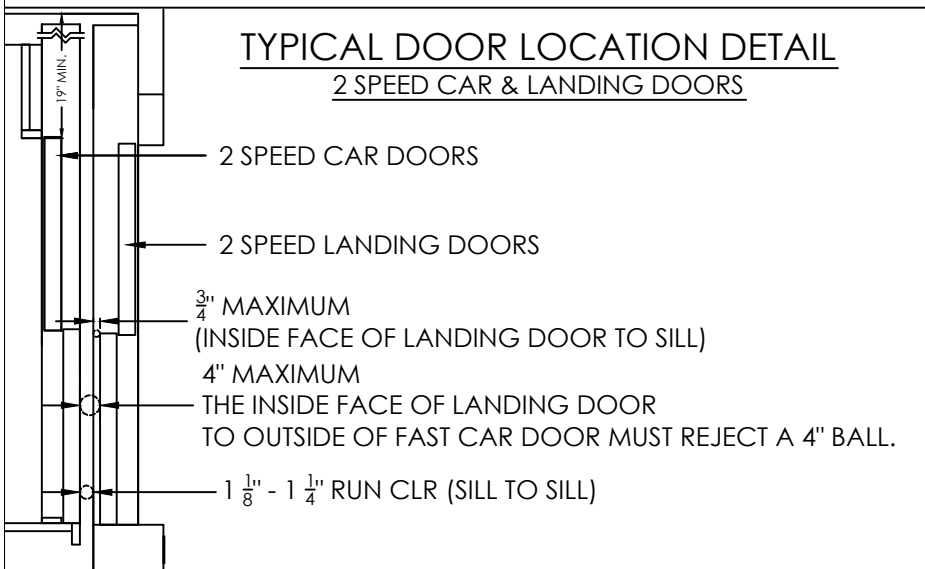 TYPICAL DOOR LOCATION DETAIL
2 SPEED CAR & LANDING DOORS
19" MIN.
2 SPEED CAR DOORS
2 SPEED LANDING DOORS
3/4" MAXIMUM
(INSIDE FACE OF LANDING DOOR TO SILL)
4" MAXIMUM
THE INSIDE FACE OF LANDING DOOR
TO OUTSIDE OF FAST CAR DOOR MUST REJECT A 4" BALL.
1 1/8" - 1 1/4" RUN CLR (SILL TO SILL)